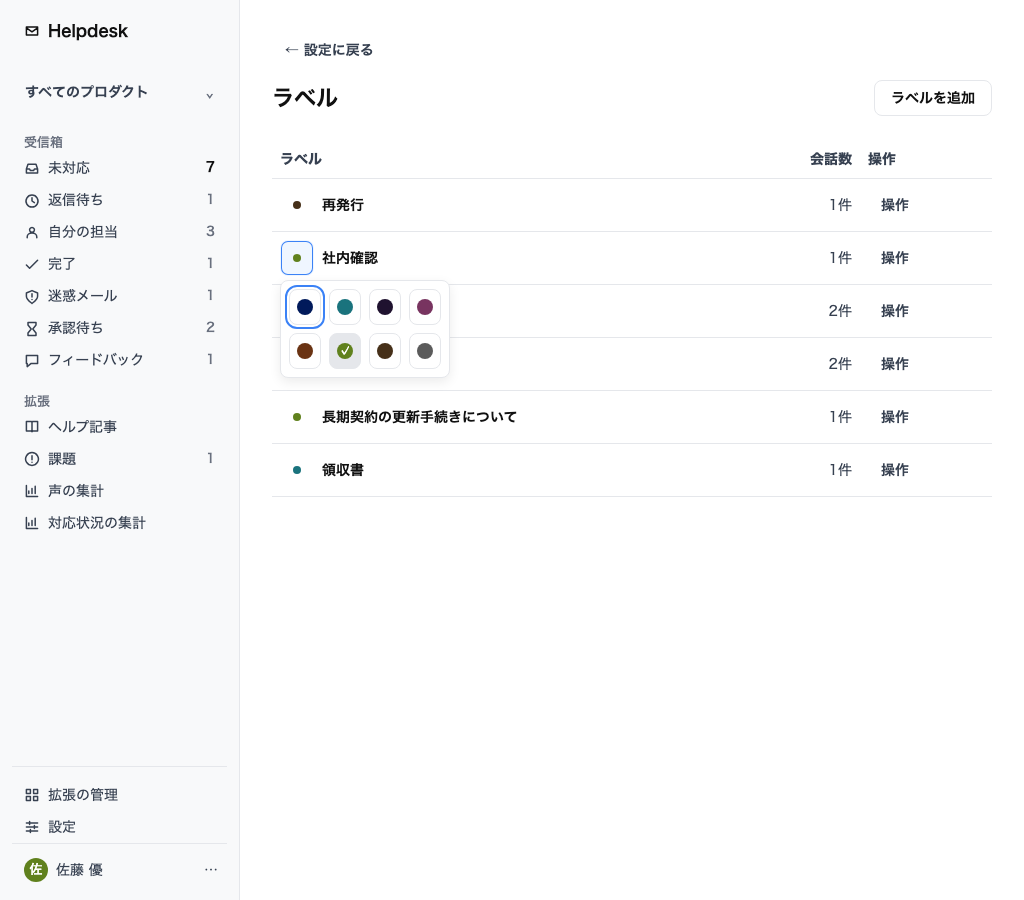 Helpdesk
すべてのプロダクト
受信箱
未対応 7
返信待ち 1
自分の担当 3
完了 1
迷惑メール 1
承認待ち 2
フィードバック 1
拡張
ヘルプ記事
課題 1
声の集計
対応状況の集計
拡張の管理
設定
佐 佐藤 優 …
← 設定に戻る
ラベル
ラベルを追加
ラベル 会話数 操作
再発行 1件 操作
社内確認 1件 操作
2件 操作
2件 操作
長期契約の更新手続きについて 1件 操作
領収書 1件 操作